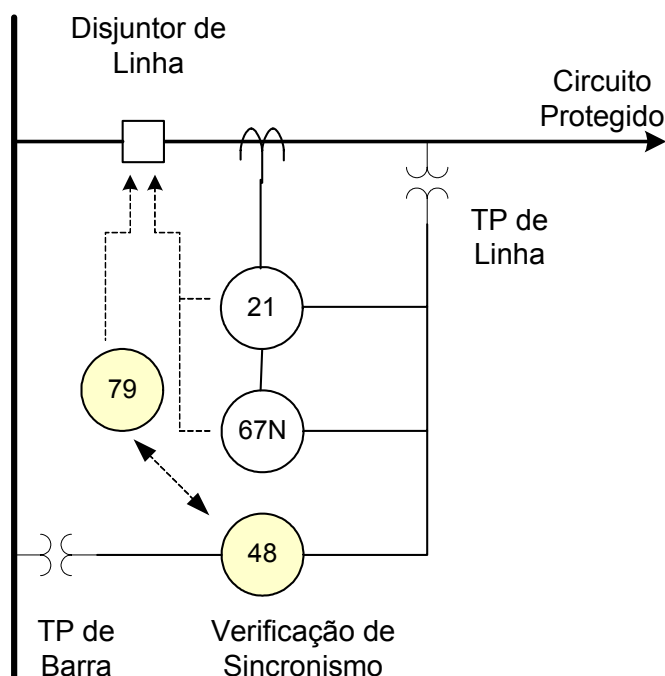 Disjuntor de
Linha
Circuito
Protegido
TP de
Linha
21
79
67N
48
TP de
Barra
Verificação de
Sincronismo